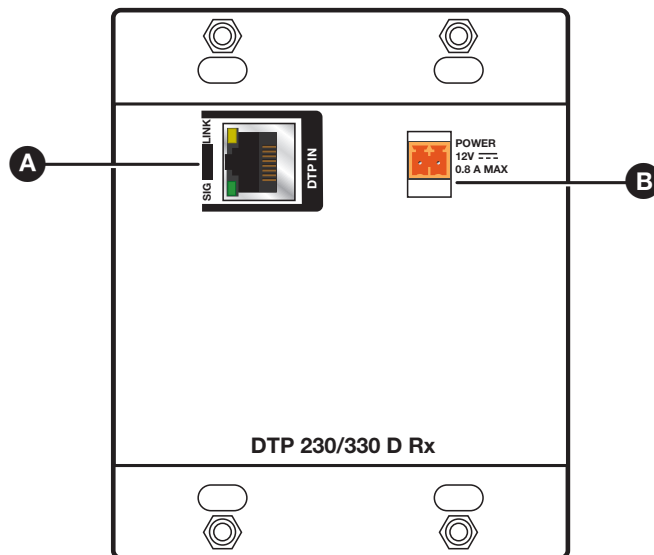 A
SIG
LINK
DTP IN
POWER
12V
0.8 A MAX
B
DTP 230/330 D Rx